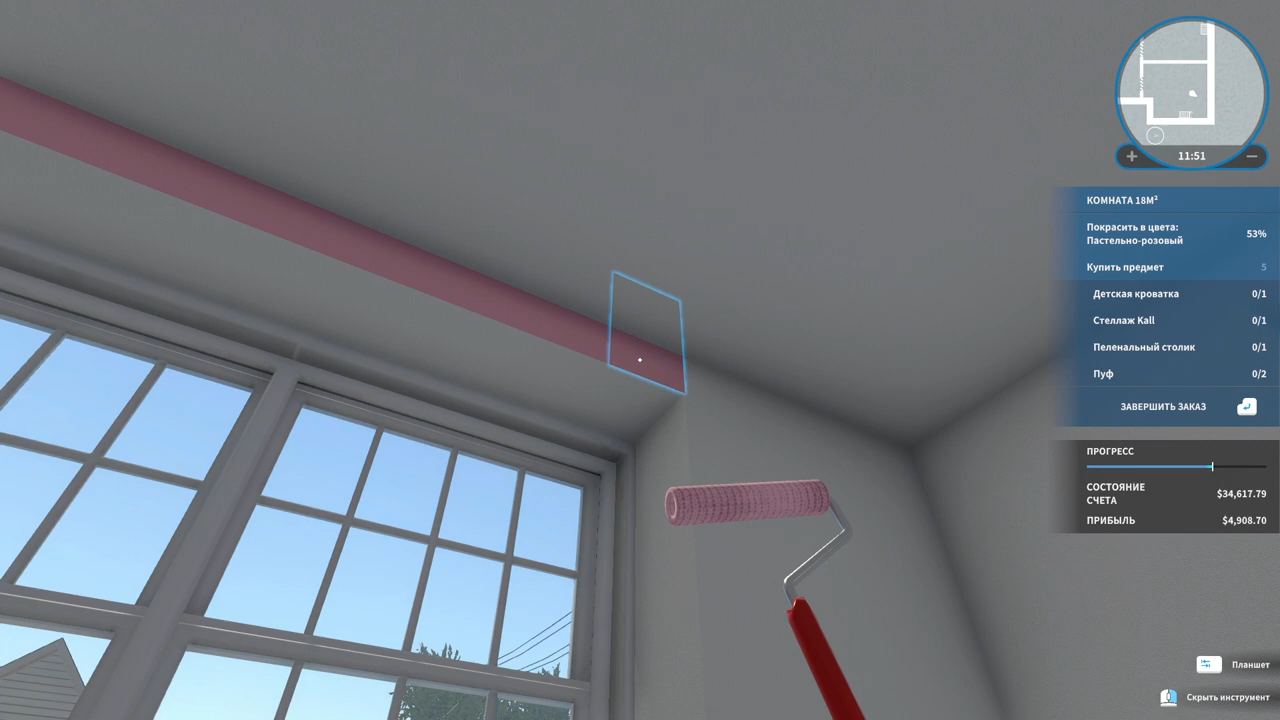 11:51
КОМНАТА 18М²
Покрасить в цвета:
Пастельно-розовый
53%
Купить предмет 5
Детская кроватка 0/1
Стеллаж Kall 0/1
Пеленальный столик 0/1
Пуф 0/2
ЗАВЕРШИТЬ ЗАКАЗ
ПРОГРЕСС
СОСТОЯНИЕ
СЧЕТА
$34,617.79
ПРИБЫЛЬ $4,908.70
Планшет
Скрыть инструмент